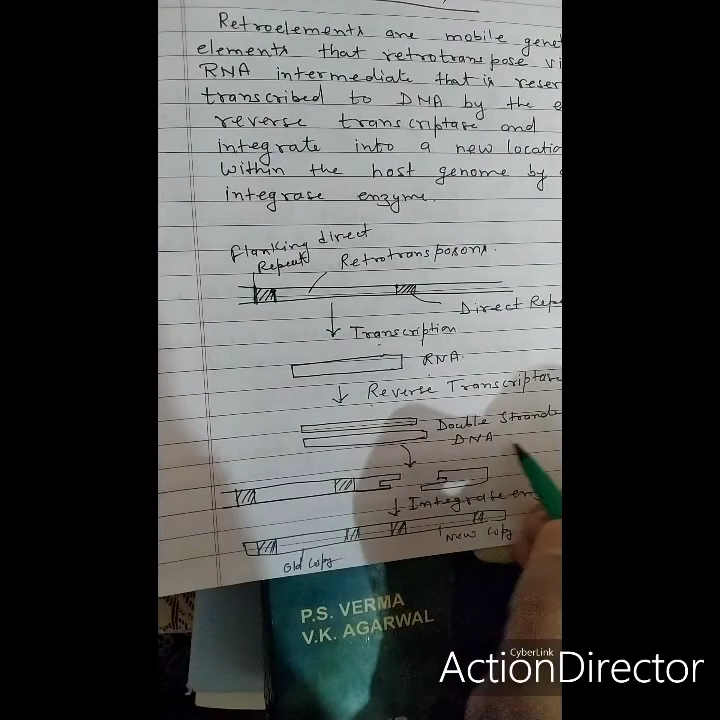 Retroelements are mobile gene
elements that retrotranspose vi
RNA intermediate that is reser
transcribed to DNA by the e
reverse transcriptase and
integrate into a new locatio
within the host genome by
integrase enzyme.
Flanking direct
Repeat
Retrotransposons.
Direct Repe
Transcription
RNA.
Reverse Transcriptase
Double Strande
DNA
Integrase en
New Copy
Old Copy
P.S. VERMA
V.K. AGARWAL
CyberLink
ActionDirector